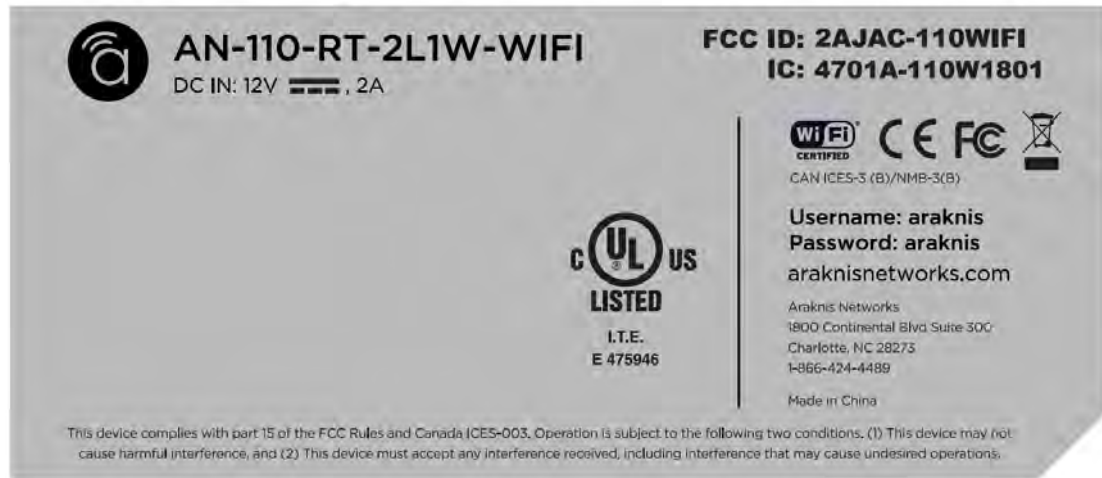 AN-110-RT-2L1W-WIFI
DC IN: 12V , 2A
FCC ID: 2AJAC-110WIFI
IC: 4701A-110W1801
Wi Fi
CERTIFIED
CE FC
CAN ICES-3 (B)/NMB-3(B)
C UL US
®
LISTED
I.T.E.
E 475946
Username: araknis
Password: araknis
araknisnetworks.com
Araknis Networks
1800 Continental Blvd Suite 300
Charlotte, NC 28273
1-866-424-4489
Made in China
This device complies with part 15 of the FCC Rules and Canada ICES-003. Operation is subject to the following two conditions. (1) This device may not
cause harmful interference, and (2) This device must accept any interference received, including interference that may cause undesired operations.